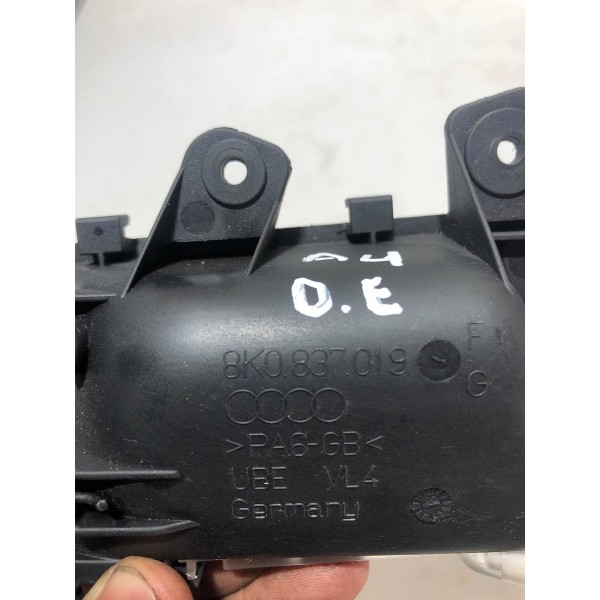 A4
O.E
8K0.837.019 F
G
>PA6-GB<
UBE VL4
Germany